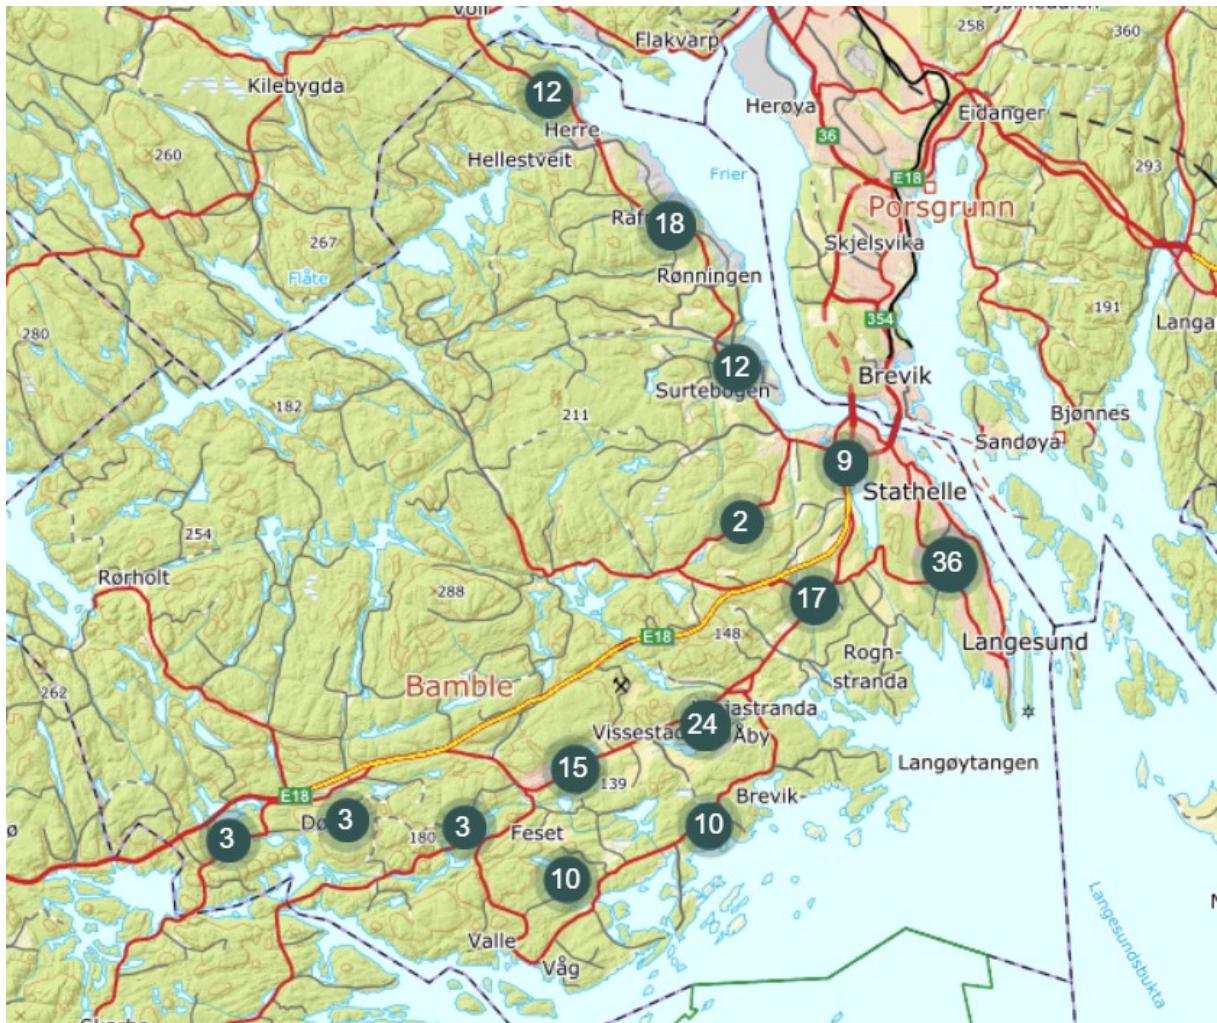 Voll
Flakvarp
258
360
Kilebygda
12
Herøya
Eidanger
Herre
36
260
Hellestveit
293
Frier
E18
Porsgrunn
18
267
Skjelsvika
Flåte
Rønningen
191
280
354
Langa
12
Brevik
Surtebogen
182
211
Bjønnes
Sandøya
9
Stathelle
2
254
36
Rørholt
288
17
E18
148
Langesund
Rogn-
stranda
262
Bamble
24
jastranda
Vissestad
Åby
15
139
Langøytangen
E18
Brevik-
3
3
3
180
Feset
10
10
Valle
Våg
Langesundsbukta